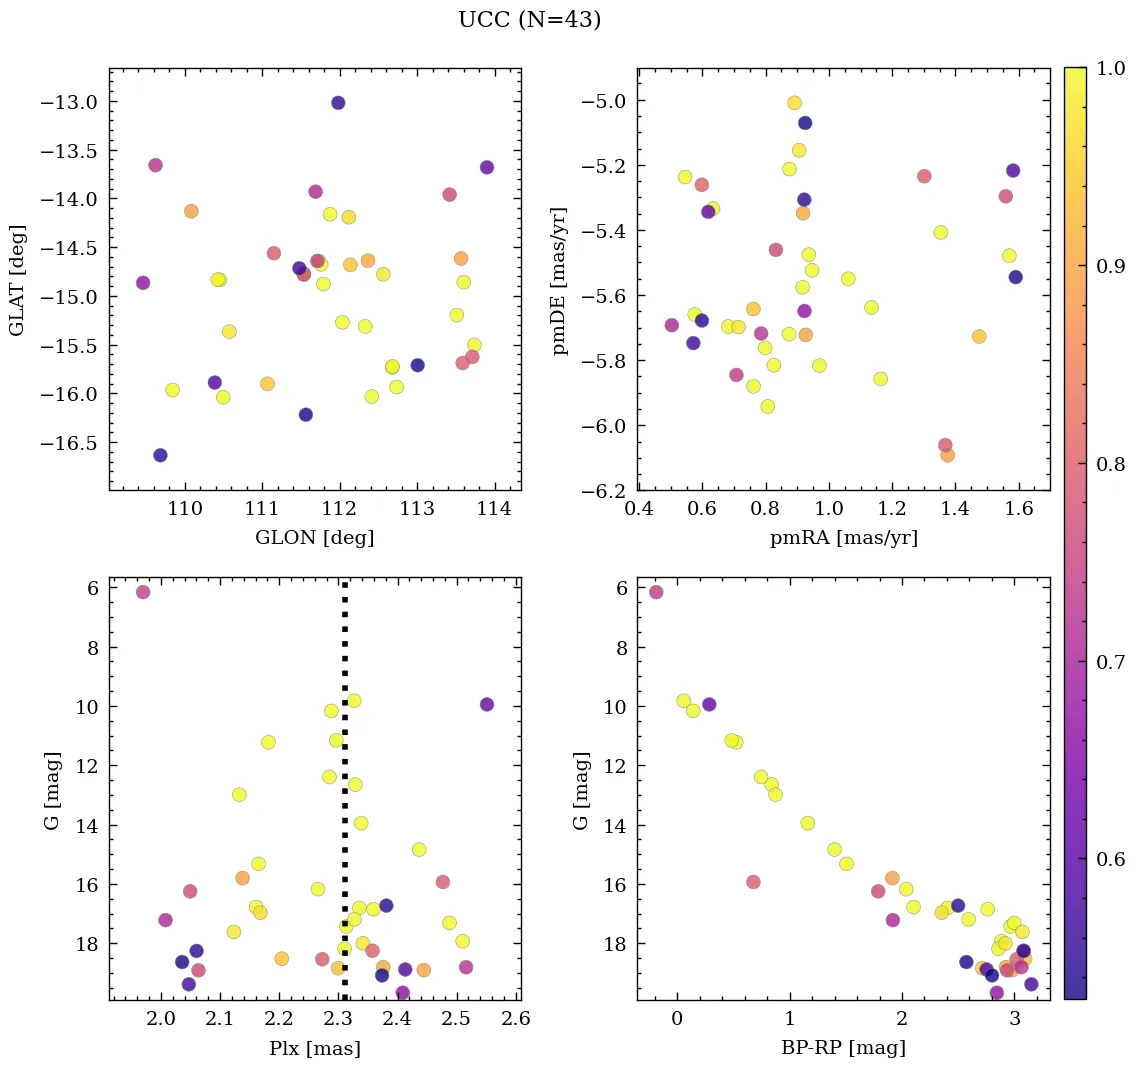 UCC (N=43)
−13.0
−13.5
−14.0
−14.5
−15.0
−15.5
−16.0
−16.5
GLAT [deg]
110 111 112 113 114
GLON [deg]
−5.0
−5.2
−5.4
−5.6
−5.8
−6.0
−6.2
pmDE [mas/yr]
0.4 0.6 0.8 1.0 1.2 1.4 1.6
pmRA [mas/yr]
6
8
10
12
14
16
18
G [mag]
2.0 2.1 2.2 2.3 2.4 2.5 2.6
Plx [mas]
6
8
10
12
14
16
18
G [mag]
0 1 2 3
BP-RP [mag]
1.0
0.9
0.8
0.7
0.6